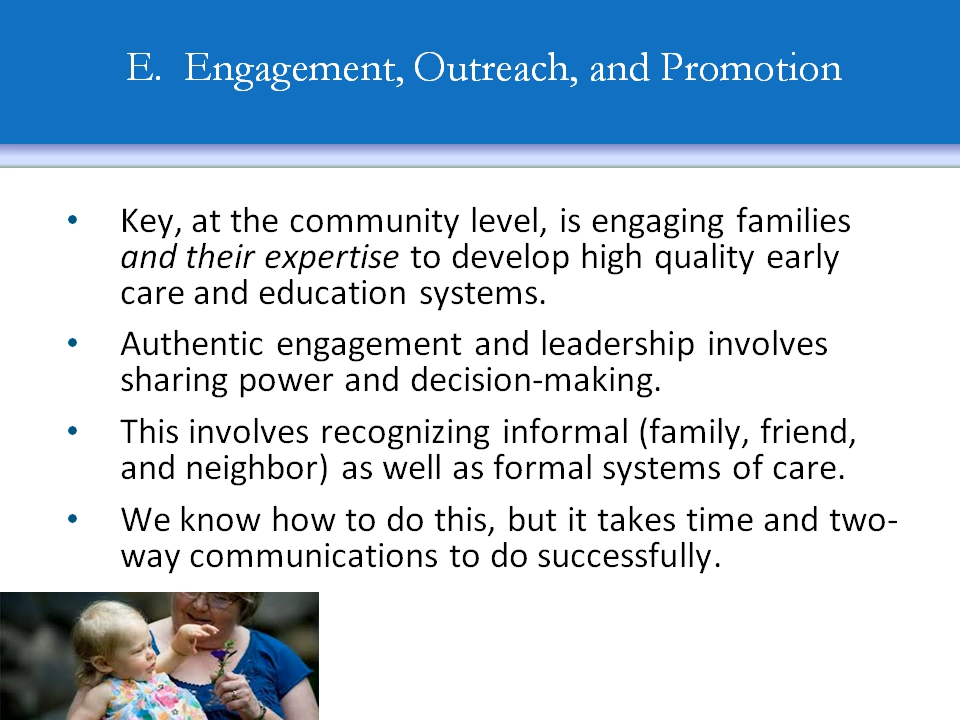 E. Engagement, Outreach, and Promotion
• Key, at the community level, is engaging families
and their expertise to develop high quality early
care and education systems.
• Authentic engagement and leadership involves
sharing power and decision-making.
• This involves recognizing informal (family, friend,
and neighbor) as well as formal systems of care.
• We know how to do this, but it takes time and two-
way communications to do successfully.